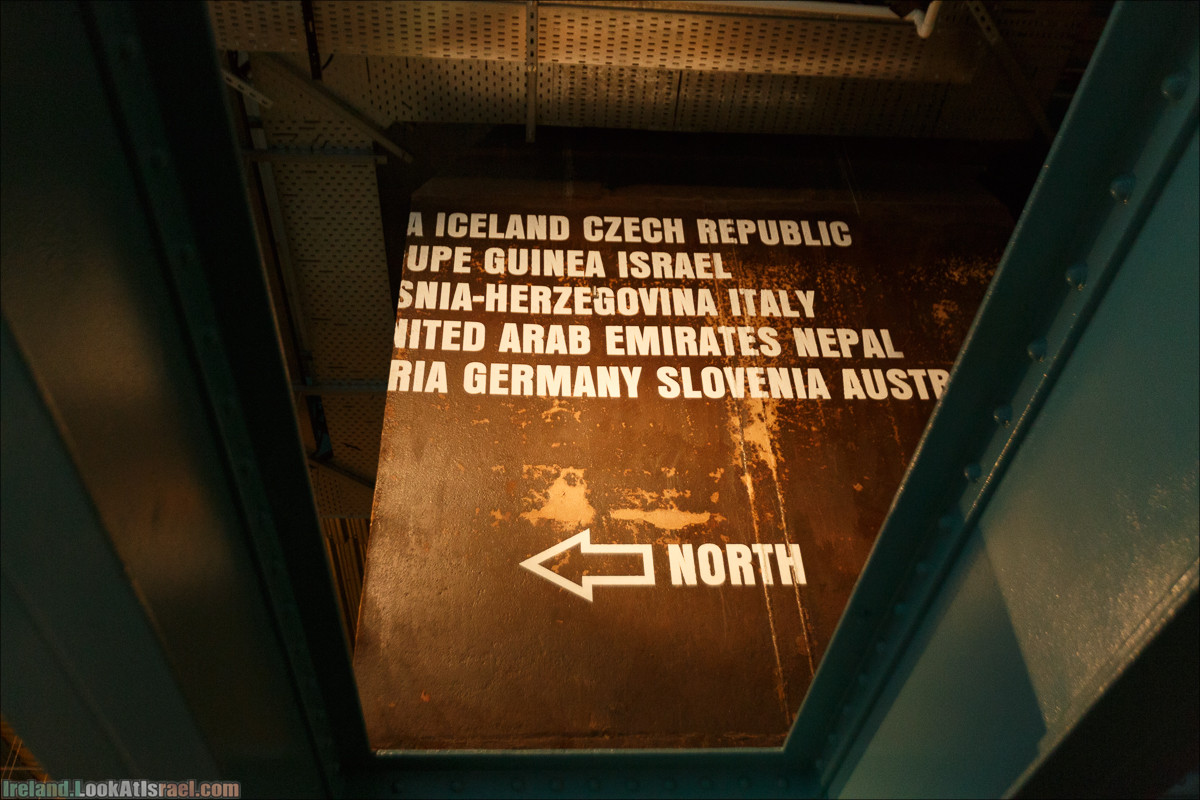 A ICELAND CZECH REPUBLIC
UPE GUINEA ISRAEL
SNIA-HERZEGOVINA ITALY
NITED ARAB EMIRATES NEPAL
RIA GERMANY SLOVENIA AUSTR
NORTH
Ireland.LookAtIsrael.com